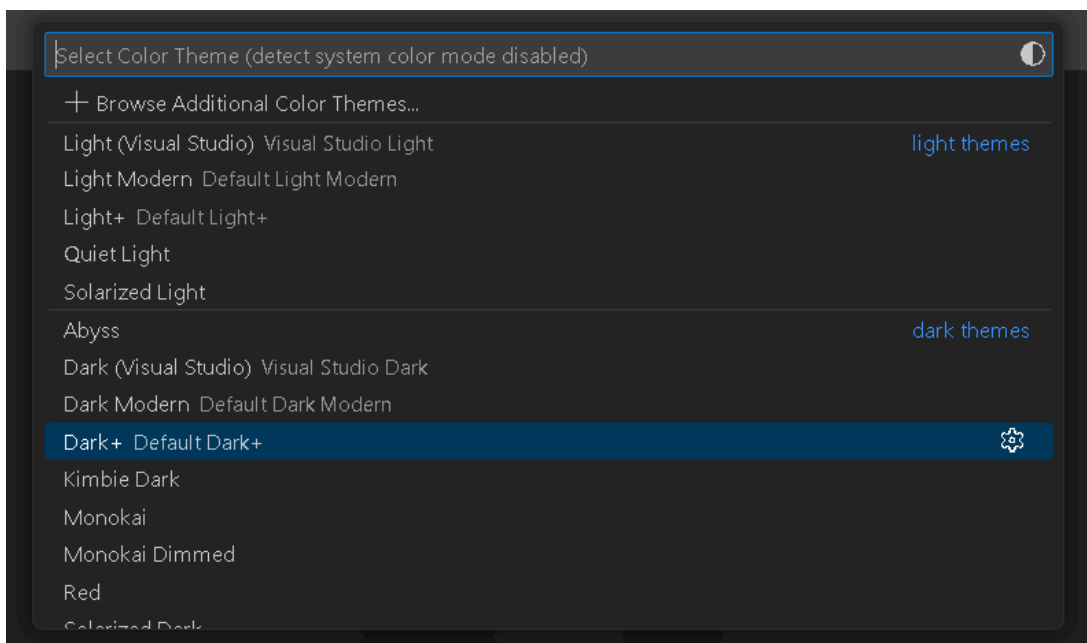 Select Color Theme (detect system color mode disabled)
Browse Additional Color Themes...
Light (Visual Studio) Visual Studio Light light themes
Light Modern Default Light Modern
Light+ Default Light+
Quiet Light
Solarized Light
Abyss dark themes
Dark (Visual Studio) Visual Studio Dark
Dark Modern Default Dark Modern
Dark+ Default Dark+
Kimbie Dark
Monokai
Monokai Dimmed
Red
Solarized Dark